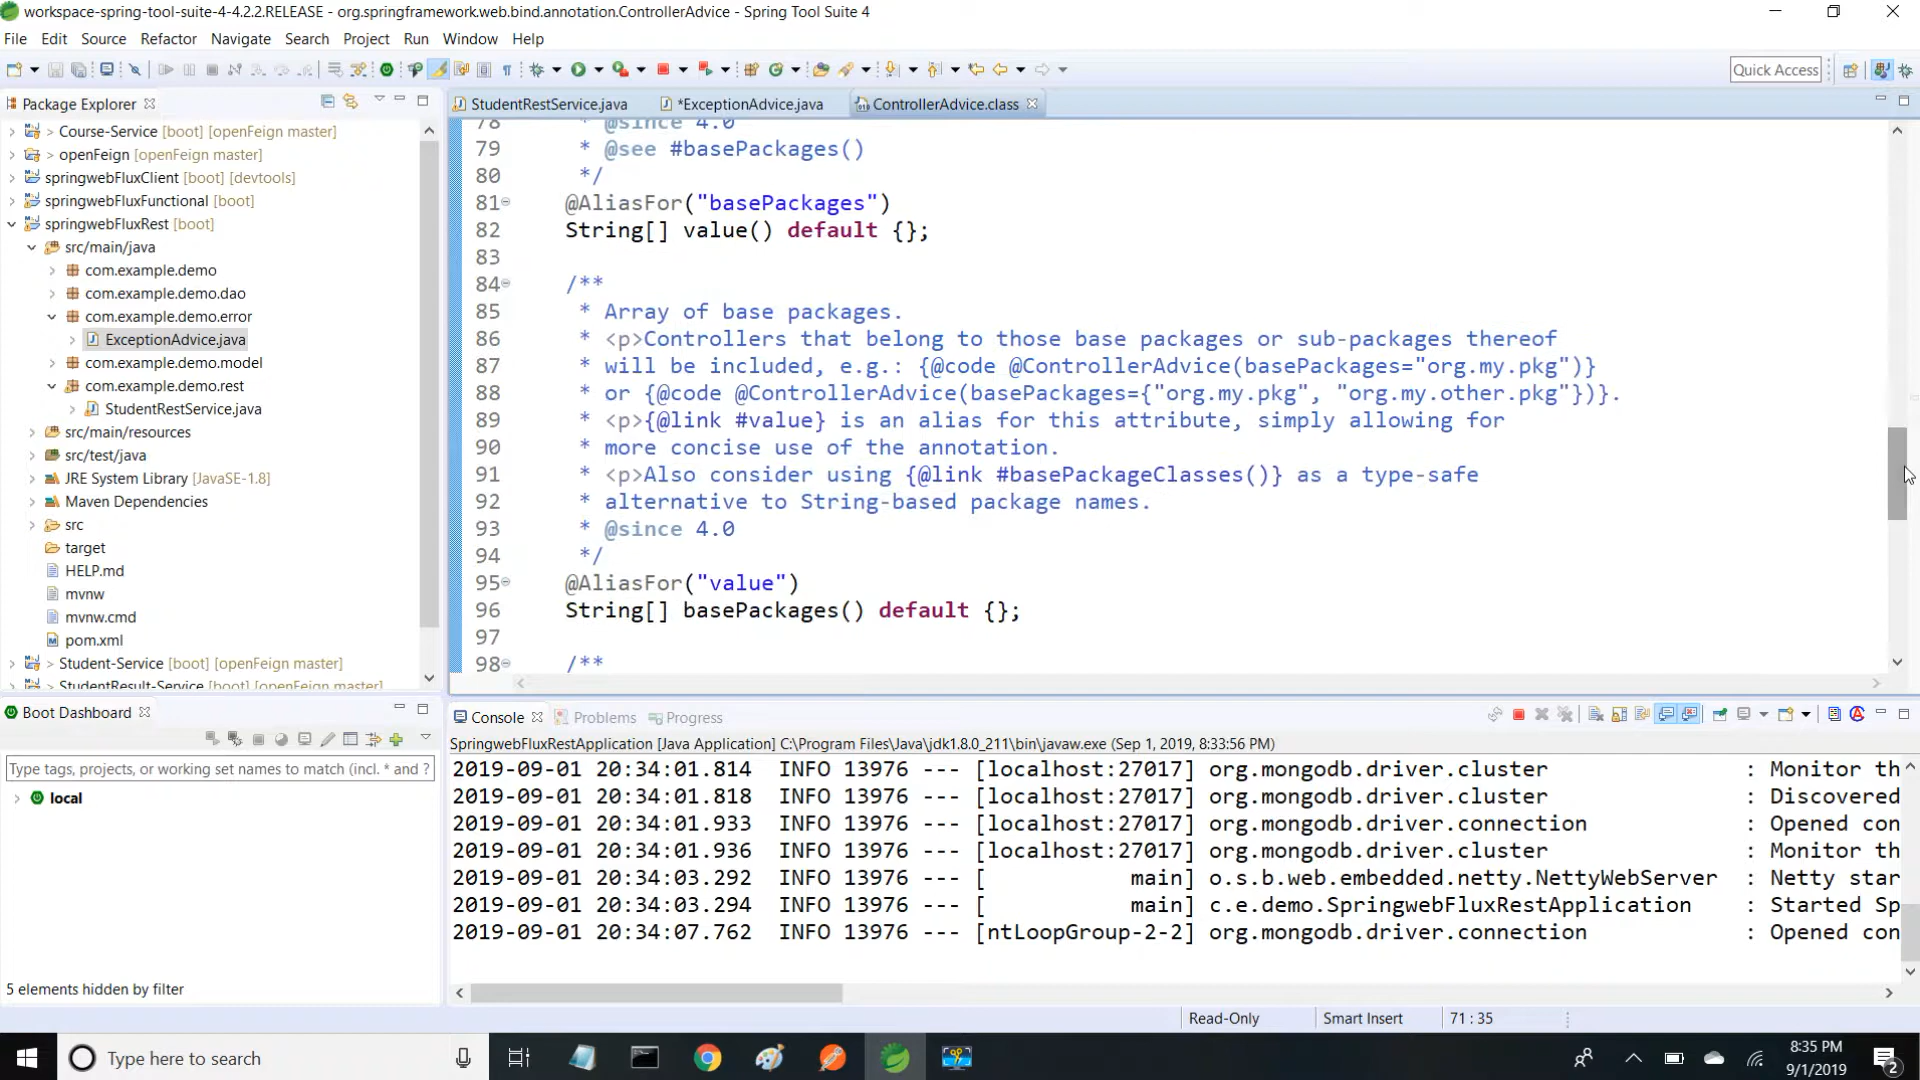 workspace-spring-tool-suite-4-4.2.2.RELEASE - org.springframework.web.bind.annotation.ControllerAdvice - Spring Tool Suite 4
File Edit Source Refactor Navigate Search Project Run Window Help
Quick Access
Package Explorer
> Course-Service [boot] [openFeign master]
> openFeign [openFeign master]
springwebFluxClient [boot] [devtools]
springwebFluxFunctional [boot]
springwebFluxRest [boot]
src/main/java
com.example.demo
com.example.demo.dao
com.example.demo.error
ExceptionAdvice.java
com.example.demo.model
com.example.demo.rest
StudentRestService.java
src/main/resources
src/test/java
JRE System Library [JavaSE-1.8]
Maven Dependencies
src
target
HELP.md
mvnw
mvnw.cmd
pom.xml
> Student-Service [boot] [openFeign master]
> StudentResult-Service [boot] [openFeign master]
StudentRestService.java *ExceptionAdvice.java ControllerAdvice.class
78 * @since 4.0
79 * @see #basePackages()
80 */
81 @AliasFor("basePackages")
82 String[] value() default {};
83
84 /**
85 * Array of base packages.
86 * <p>Controllers that belong to those base packages or sub-packages thereof
87 * will be included, e.g.: {@code @ControllerAdvice(basePackages="org.my.pkg")}
88 * or {@code @ControllerAdvice(basePackages={"org.my.pkg", "org.my.other.pkg"})}.
89 * <p>{@link #value} is an alias for this attribute, simply allowing for
90 * more concise use of the annotation.
91 * <p>Also consider using {@link #basePackageClasses()} as a type-safe
92 * alternative to String-based package names.
93 * @since 4.0
94 */
95 @AliasFor("value")
96 String[] basePackages() default {};
97
98 /**
Boot Dashboard
Type tags, projects, or working set names to match (incl. * and ?
local
5 elements hidden by filter
Console Problems Progress
SpringwebFluxRestApplication [Java Application] C:\Program Files\Java\jdk1.8.0_211\bin\javaw.exe (Sep 1, 2019, 8:33:56 PM)
2019-09-01 20:34:01.814 INFO 13976 --- [localhost:27017] org.mongodb.driver.cluster : Monitor th
2019-09-01 20:34:01.818 INFO 13976 --- [localhost:27017] org.mongodb.driver.cluster : Discovered
2019-09-01 20:34:01.933 INFO 13976 --- [localhost:27017] org.mongodb.driver.connection : Opened con
2019-09-01 20:34:01.936 INFO 13976 --- [localhost:27017] org.mongodb.driver.cluster : Monitor th
2019-09-01 20:34:03.292 INFO 13976 --- [ main] o.s.b.web.embedded.netty.NettyWebServer : Netty star
2019-09-01 20:34:03.294 INFO 13976 --- [ main] c.e.demo.SpringwebFluxRestApplication : Started Sp
2019-09-01 20:34:07.762 INFO 13976 --- [ntLoopGroup-2-2] org.mongodb.driver.connection : Opened con
Read-Only Smart Insert 71 : 35
Type here to search
8:35 PM
9/1/2019
2